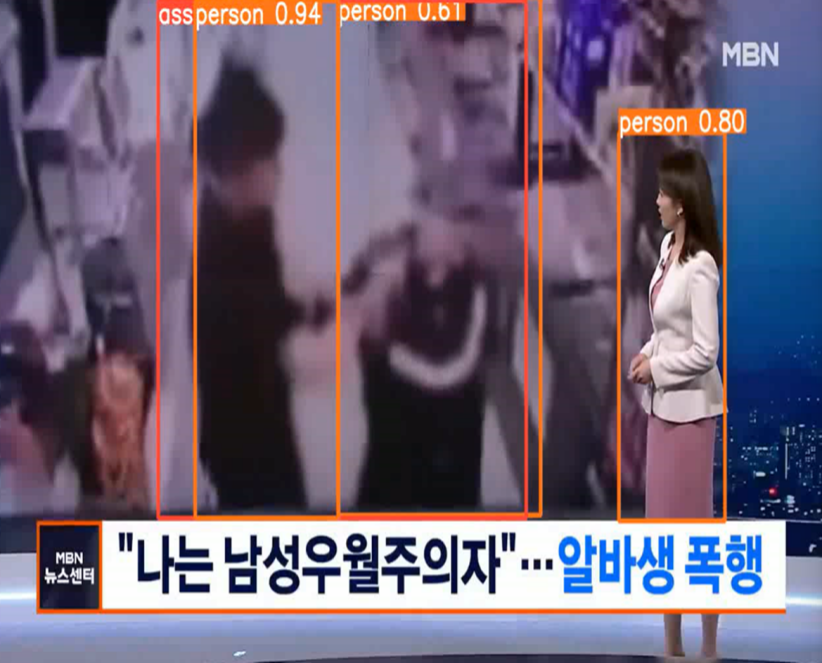 ass person 0.94 person 0.61
MBN
person 0.80
MBN
뉴스센터
"나는 남성우월주의자"…알바생 폭행